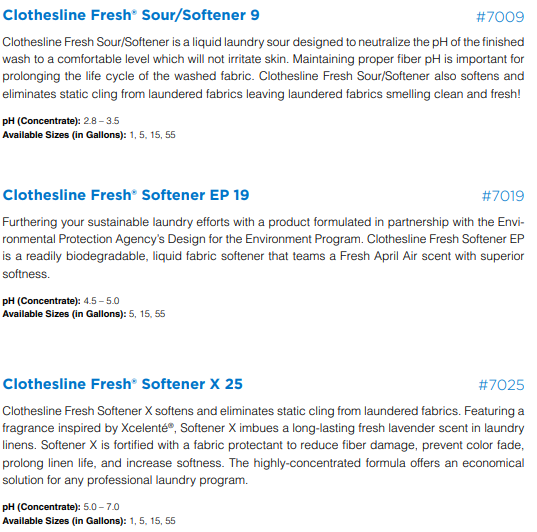 Clothesline Fresh® Sour/Softener 9 #7009
Clothesline Fresh Sour/Softener is a liquid laundry sour designed to neutralize the pH of the finished
wash to a comfortable level which will not irritate skin. Maintaining proper fiber pH is important for
prolonging the life cycle of the washed fabric. Clothesline Fresh Sour/Softener also softens and
eliminates static cling from laundered fabrics leaving laundered fabrics smelling clean and fresh!
pH (Concentrate): 2.8 – 3.5
Available Sizes (in Gallons): 1, 5, 15, 55
Clothesline Fresh® Softener EP 19 #7019
Furthering your sustainable laundry efforts with a product formulated in partnership with the Envi-
ronmental Protection Agency's Design for the Environment Program. Clothesline Fresh Softener EP
is a readily biodegradable, liquid fabric softener that teams a Fresh April Air scent with superior
softness.
pH (Concentrate): 4.5 – 5.0
Available Sizes (in Gallons): 5, 15, 55
Clothesline Fresh® Softener X 25 #7025
Clothesline Fresh Softener X softens and eliminates static cling from laundered fabrics. Featuring a
fragrance inspired by Xcelenté®, Softener X imbues a long-lasting fresh lavender scent in laundry
linens. Softener X is fortified with a fabric protectant to reduce fiber damage, prevent color fade,
prolong linen life, and increase softness. The highly-concentrated formula offers an economical
solution for any professional laundry program.
pH (Concentrate): 5.0 – 7.0
Available Sizes (in Gallons): 1, 5, 15, 55